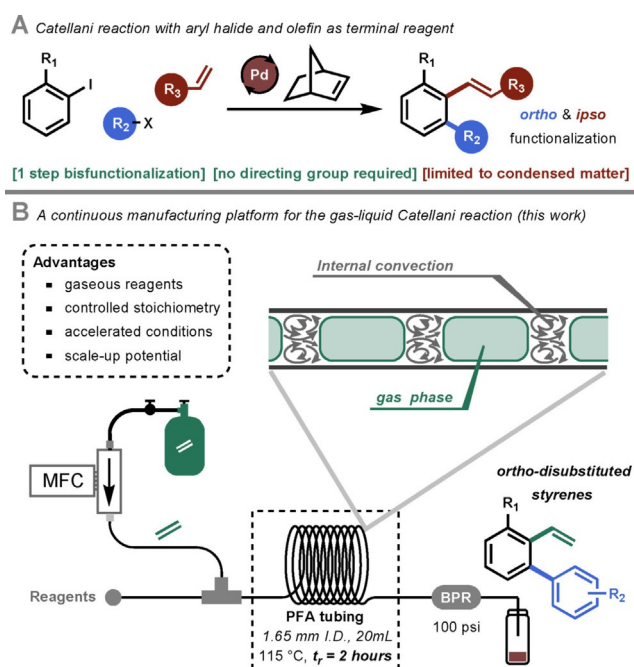 A Catellani reaction with aryl halide and olefin as terminal reagent
R1
I
R2 X
R3
Pd
R1
R3
R2
ortho & ipso
functionalization
[1 step bisfunctionalization] [no directing group required] [limited to condensed matter]
B A continuous manufacturing platform for the gas-liquid Catellani reaction (this work)
Advantages
▪ gaseous reagents
▪ controlled stoichiometry
▪ accelerated conditions
▪ scale-up potential
Internal convection
gas phase
MFC
ortho-disubstituted
styrenes
R1
R2
Reagents
PFA tubing
1.65 mm I.D., 20mL
115 °C, tr = 2 hours
BPR
100 psi